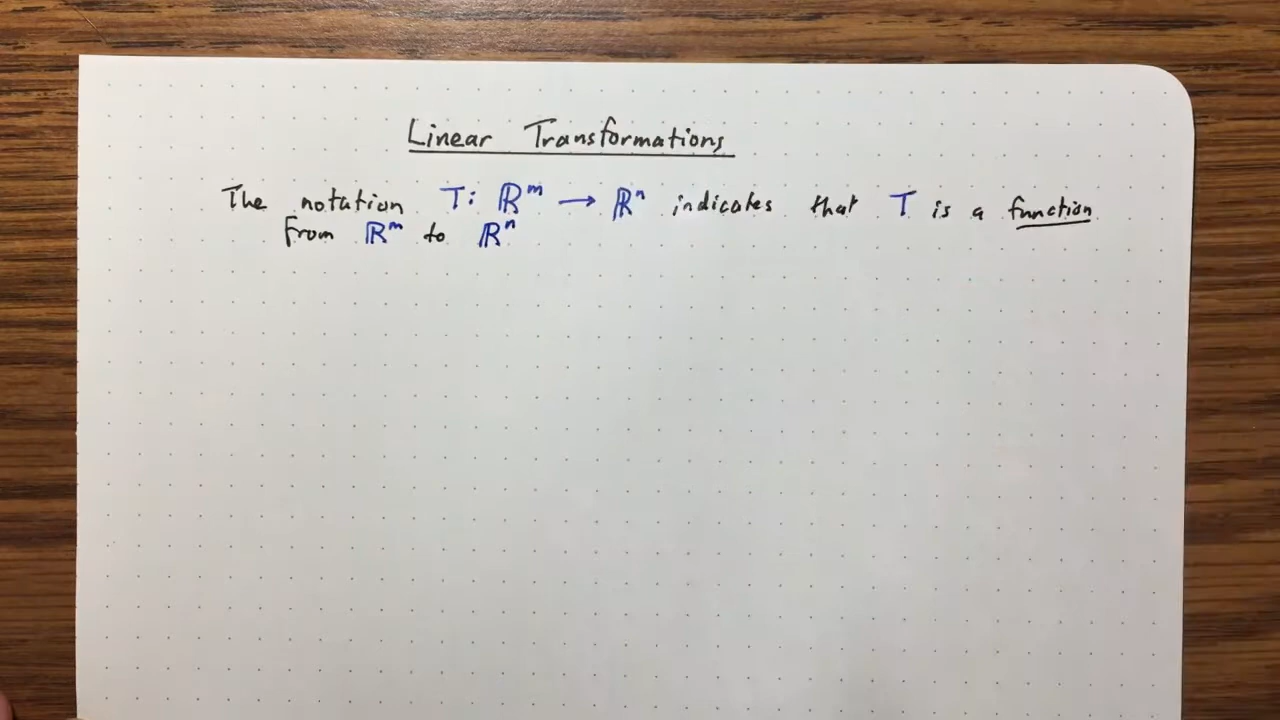 Linear Transformations
The notation T: ℝᵐ → ℝⁿ indicates that T is a function
from ℝᵐ to ℝⁿ